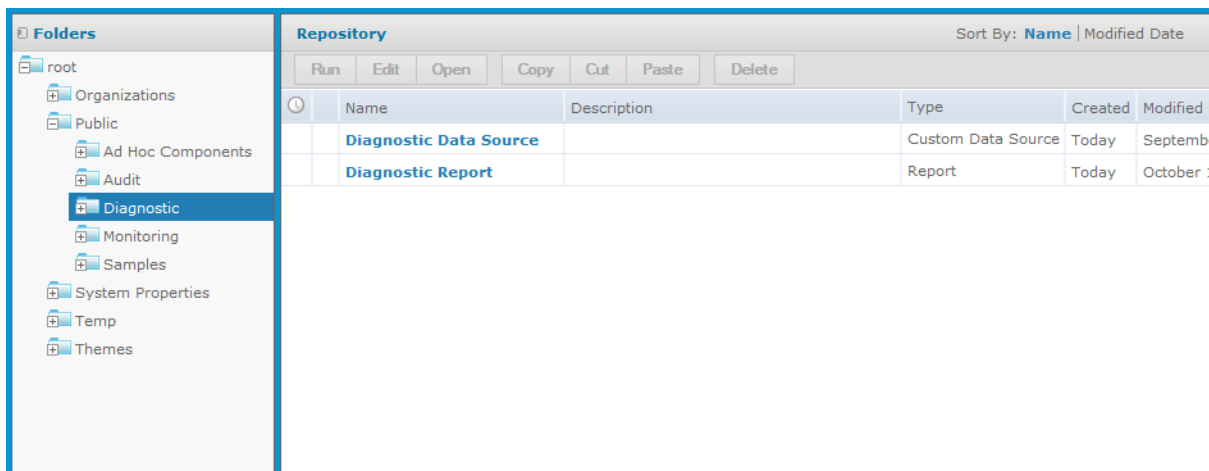 Folders
root
Organizations
Public
Ad Hoc Components
Audit
Diagnostic
Monitoring
Samples
System Properties
Temp
Themes
Repository
Sort By: Name | Modified Date
Run Edit Open Copy Cut Paste Delete
Name Description Type Created Modified
Diagnostic Data Source Custom Data Source Today Septemb
Diagnostic Report Report Today October